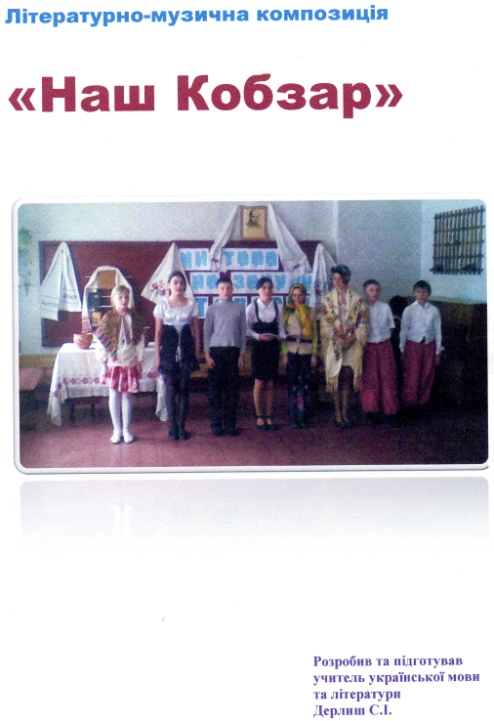 Літературно-музична композиція
«Наш Кобзар»
Розробив та підготував
учитель української мови
та літератури
Дерлиш С.І.